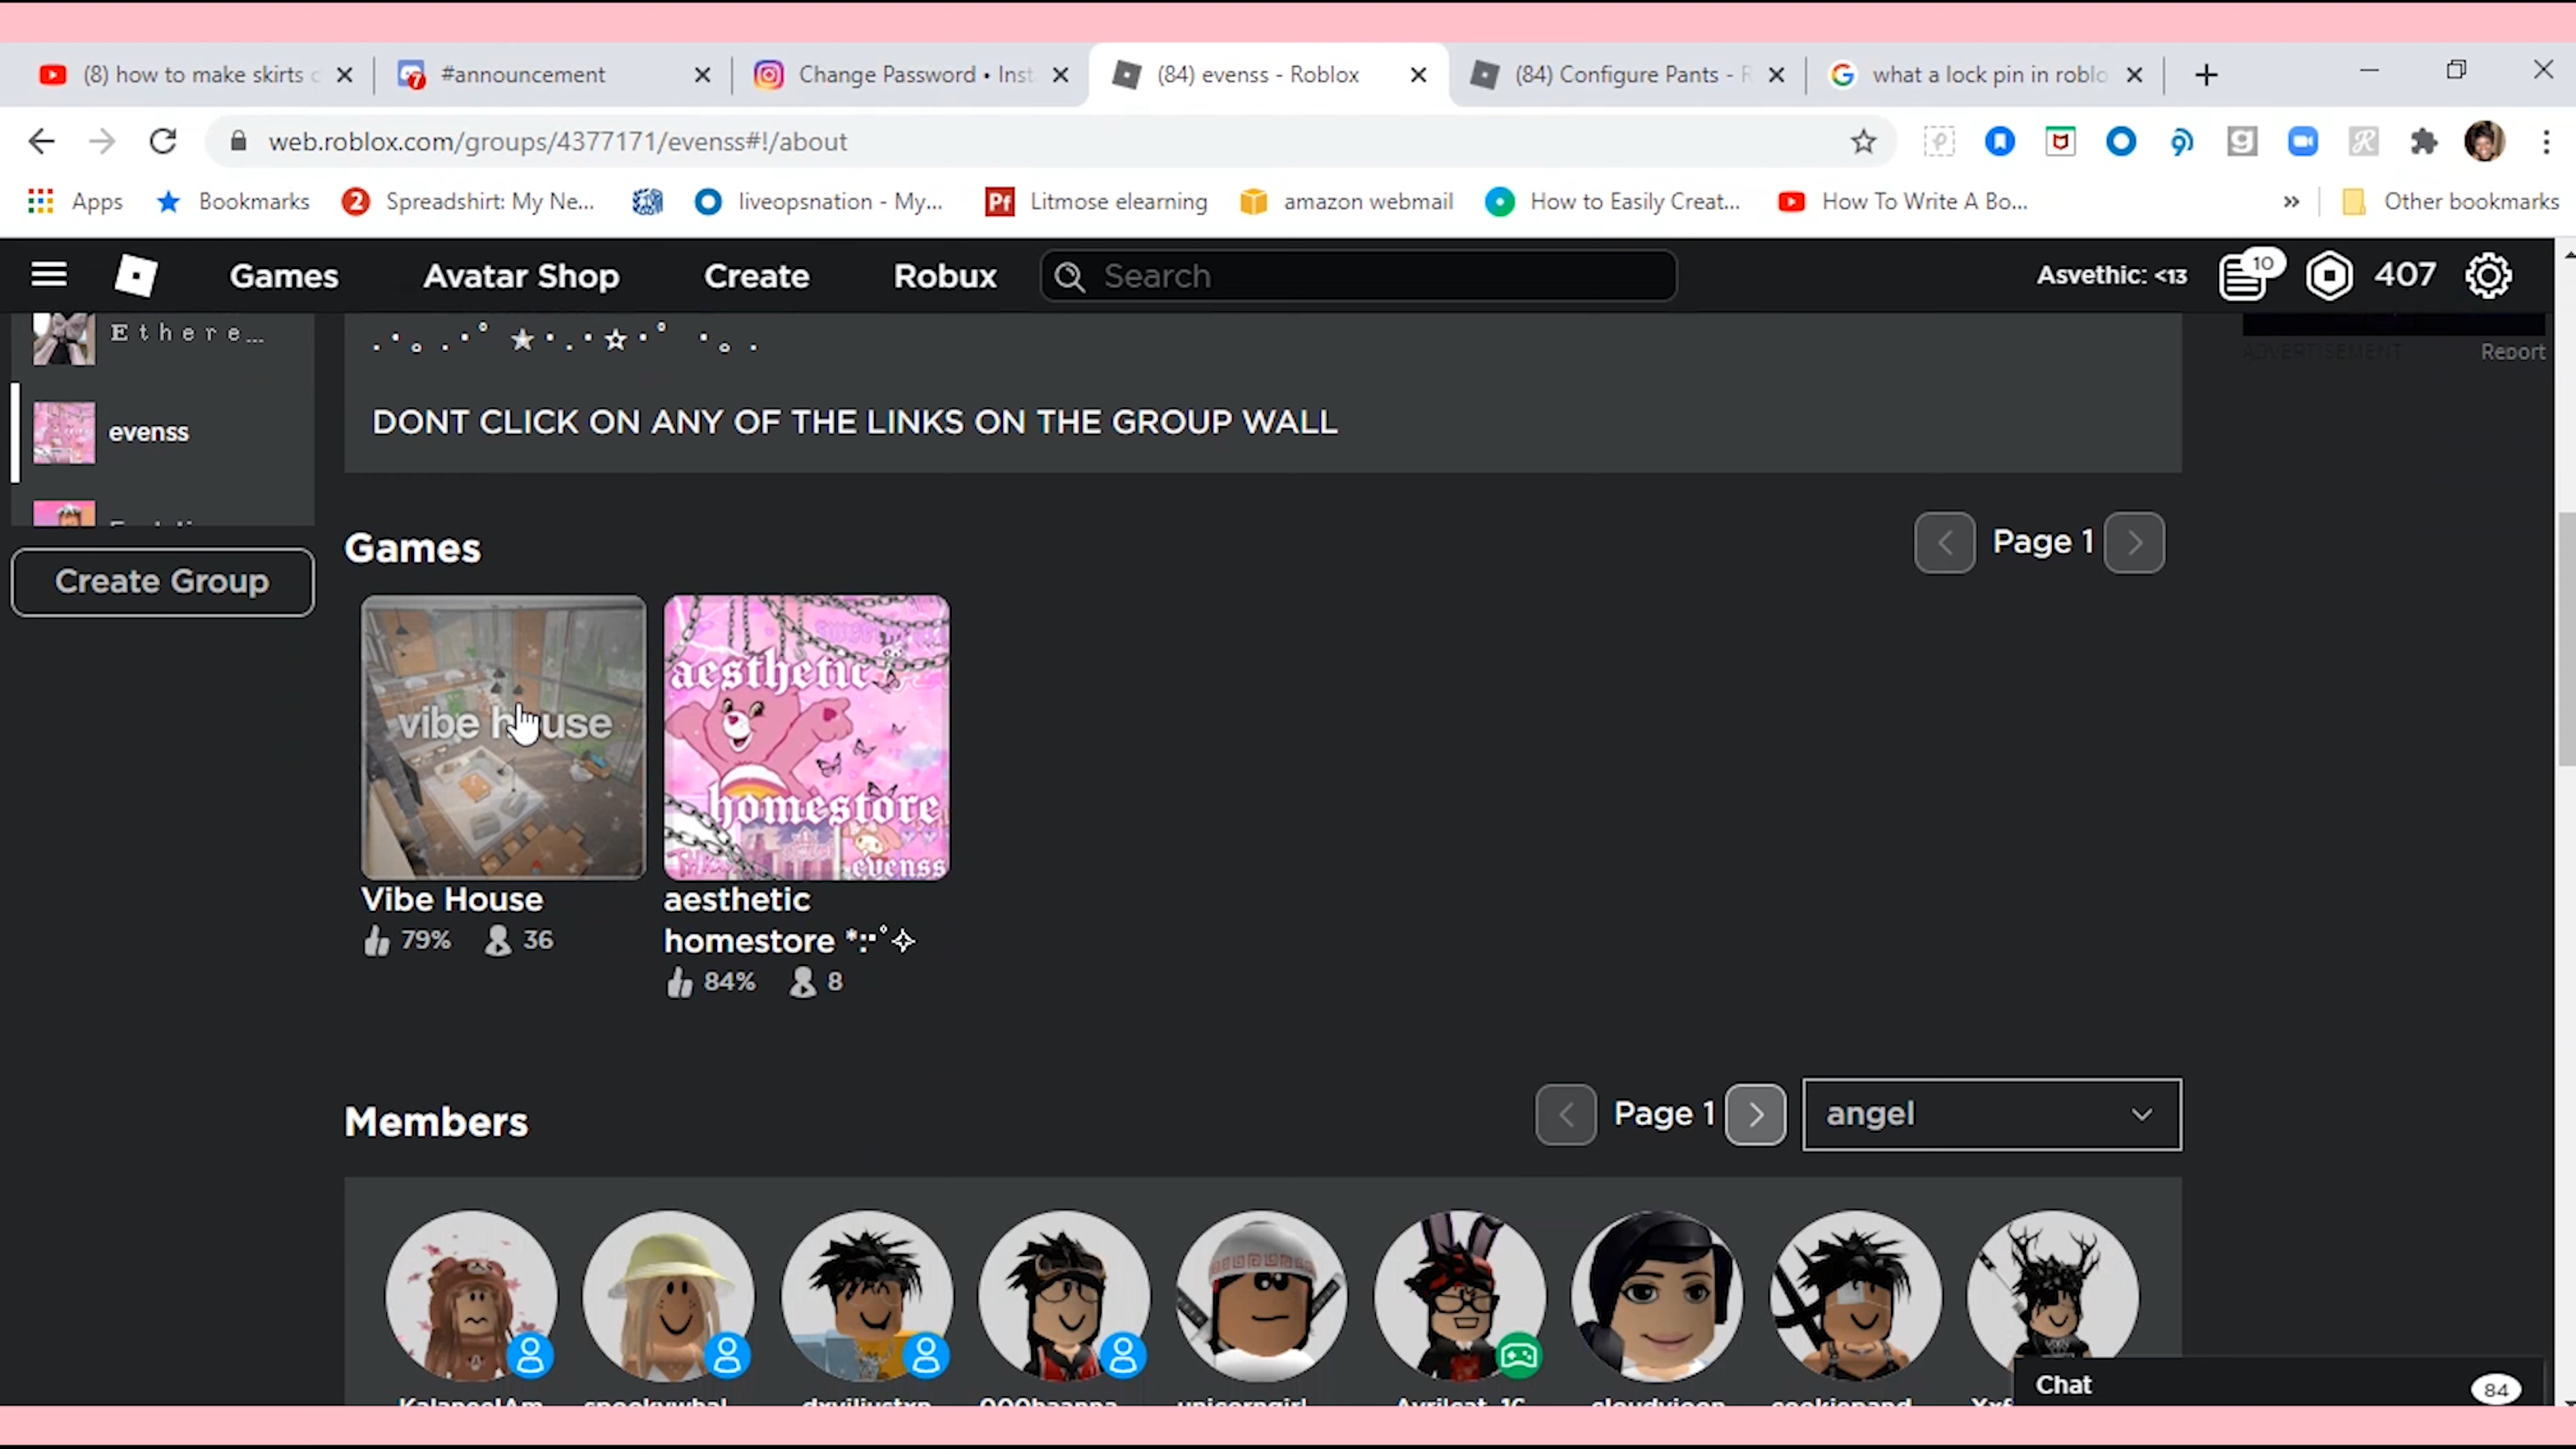 (8) how to make skirts
#announcement
Change Password • Inst
(84) evenss - Roblox
(84) Configure Pants - R
what a lock pin in roblo
web.roblox.com/groups/4377171/evenss#!/about
Apps
Bookmarks
Spreadshirt: My Ne...
liveopsnation - My...
Litmose elearning
amazon webmail
How to Easily Creat...
How To Write A Bo...
»
Other bookmarks
Games
Avatar Shop
Create
Robux
Search
Asvethic: <13
10
407
E t h e r e...
ADVERTISEMENT
Report
evenss
DONT CLICK ON ANY OF THE LINKS ON THE GROUP WALL
Create Group
Games
Page 1
vibe house
aesthetic
homestore
evenss
Vibe House
79% 36
aesthetic
homestore *:･ﾟ✧
84% 8
Members
Page 1
angel
Chat
84